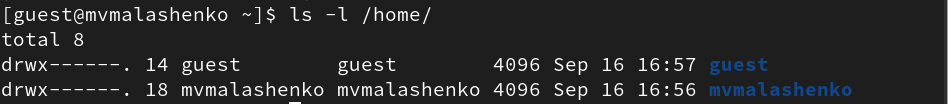 [guest@mvmalashenko ~]$ ls -l /home/
total 8
drwx------. 14 guest        guest        4096 Sep 16 16:57 guest
drwx------. 18 mvmalashenko mvmalashenko 4096 Sep 16 16:56 mvmalashenko